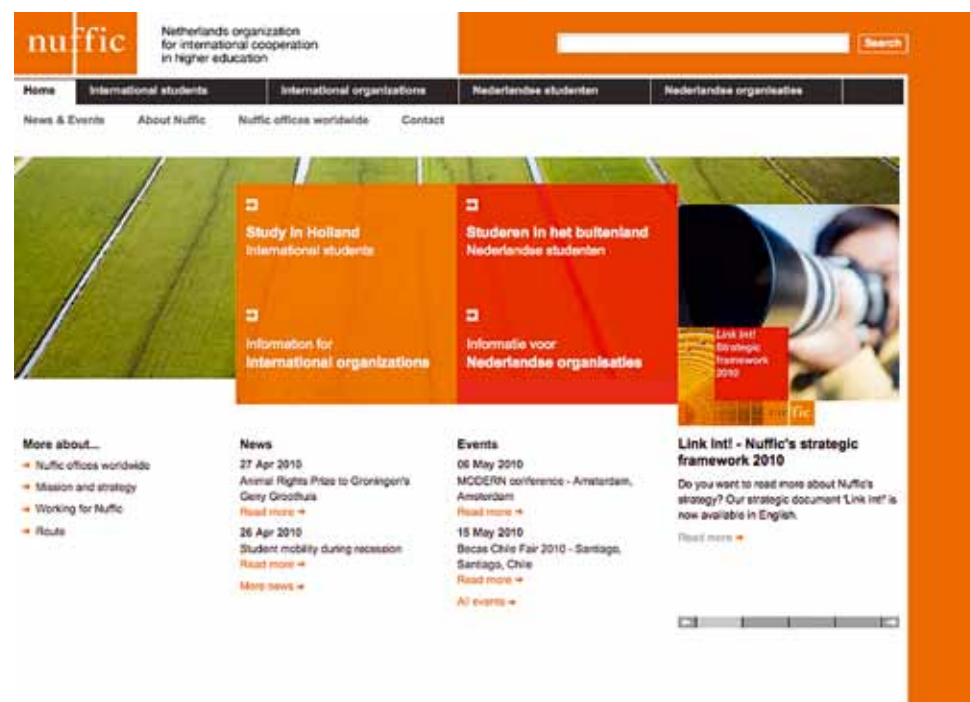 nuffic
Netherlands organization
for international cooperation
in higher education
Search
Home
International students
International organizations
Nederlandse studenten
Nederlandse organisaties
News & Events
About Nuffic
Nuffic offices worldwide
Contact
Study in Holland
International students
Studeren in het buitenland
Nederlandse studenten
Information for
International organizations
Informatie voor
Nederlandse organisaties
Link Int!
Strategic
framework
2010
nuffic
More about...
Nuffic offices worldwide
Mission and strategy
Working for Nuffic
Route
News
27 Apr 2010
Animal Rights Prize to Groningen's
Geny Groothuis
Read more
26 Apr 2010
Student mobility during recession
Read more
More news
Events
06 May 2010
MODERN conference - Amsterdam,
Amsterdam
Read more
15 May 2010
Becas Chile Fair 2010 - Santiago,
Santiago, Chile
Read more
All events
Link Int! - Nuffic's strategic
framework 2010
Do you want to read more about Nuffic's
strategy? Our strategic document 'Link Int!' is
now available in English.
Read more